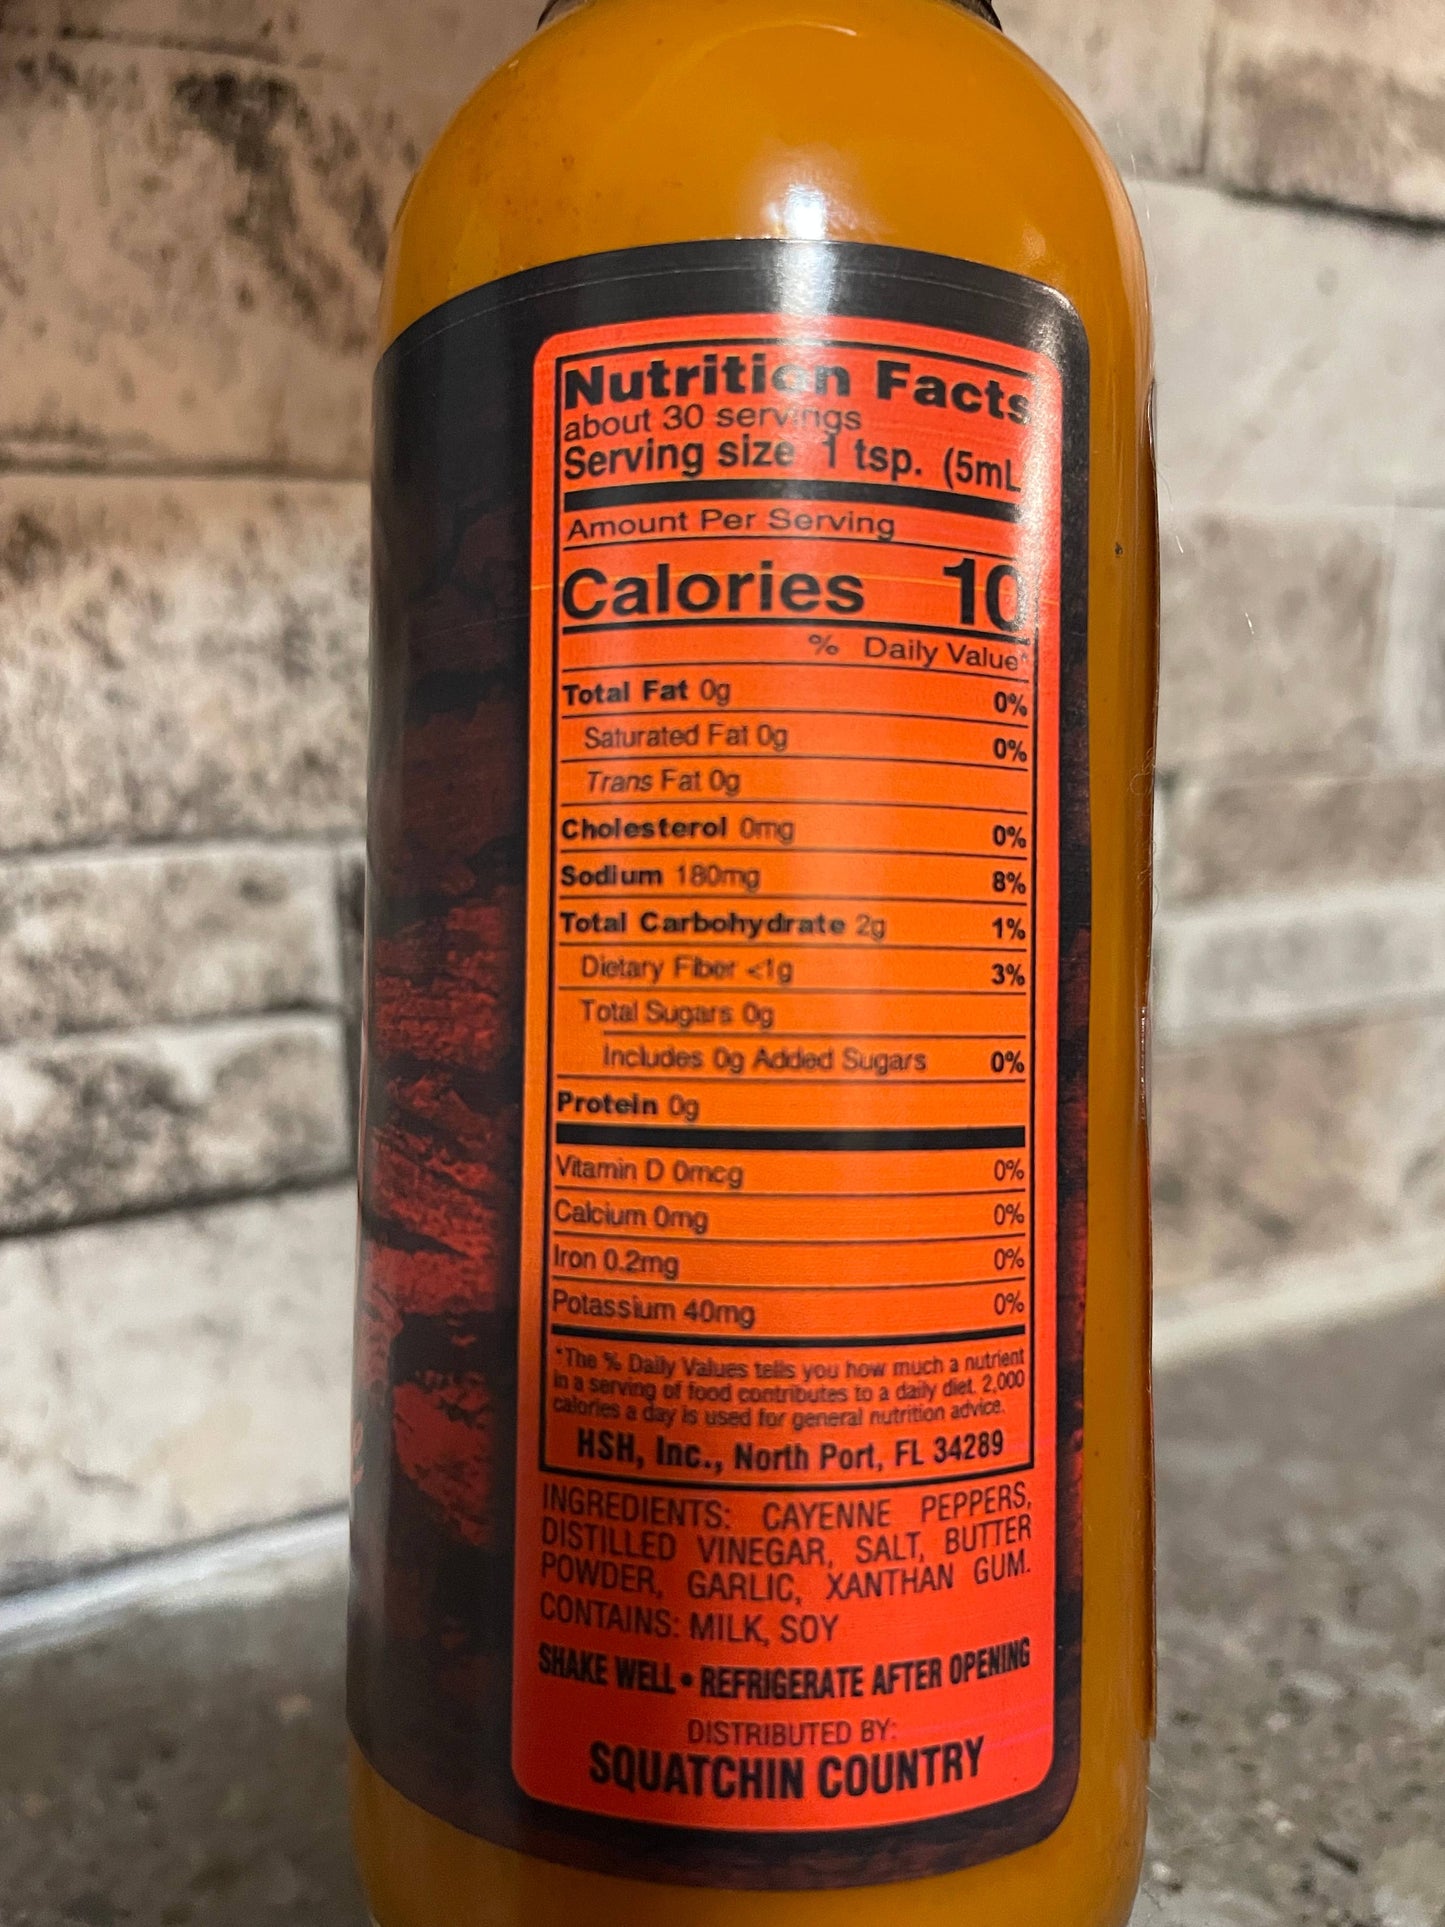 Nutrition Facts
about 30 servings
Serving size 1 tsp. (5mL
Amount Per Serving
Calories 10
% Daily Value*
Total Fat 0g 0%
Saturated Fat 0g 0%
Trans Fat 0g
Cholesterol 0mg 0%
Sodium 180mg 8%
Total Carbohydrate 2g 1%
Dietary Fiber <1g 3%
Total Sugars 0g
Includes 0g Added Sugars 0%
Protein 0g
Vitamin D 0mcg 0%
Calcium 0mg 0%
Iron 0.2mg 0%
Potassium 40mg 0%
*The % Daily Values tells you how much a nutrient
in a serving of food contributes to a daily diet. 2,000
calories a day is used for general nutrition advice.
HSH, Inc., North Port, FL 34289
INGREDIENTS: CAYENNE PEPPERS,
DISTILLED VINEGAR, SALT, BUTTER
POWDER, GARLIC, XANTHAN GUM.
CONTAINS: MILK, SOY
SHAKE WELL • REFRIGERATE AFTER OPENING
DISTRIBUTED BY:
SQUATCHIN COUNTRY